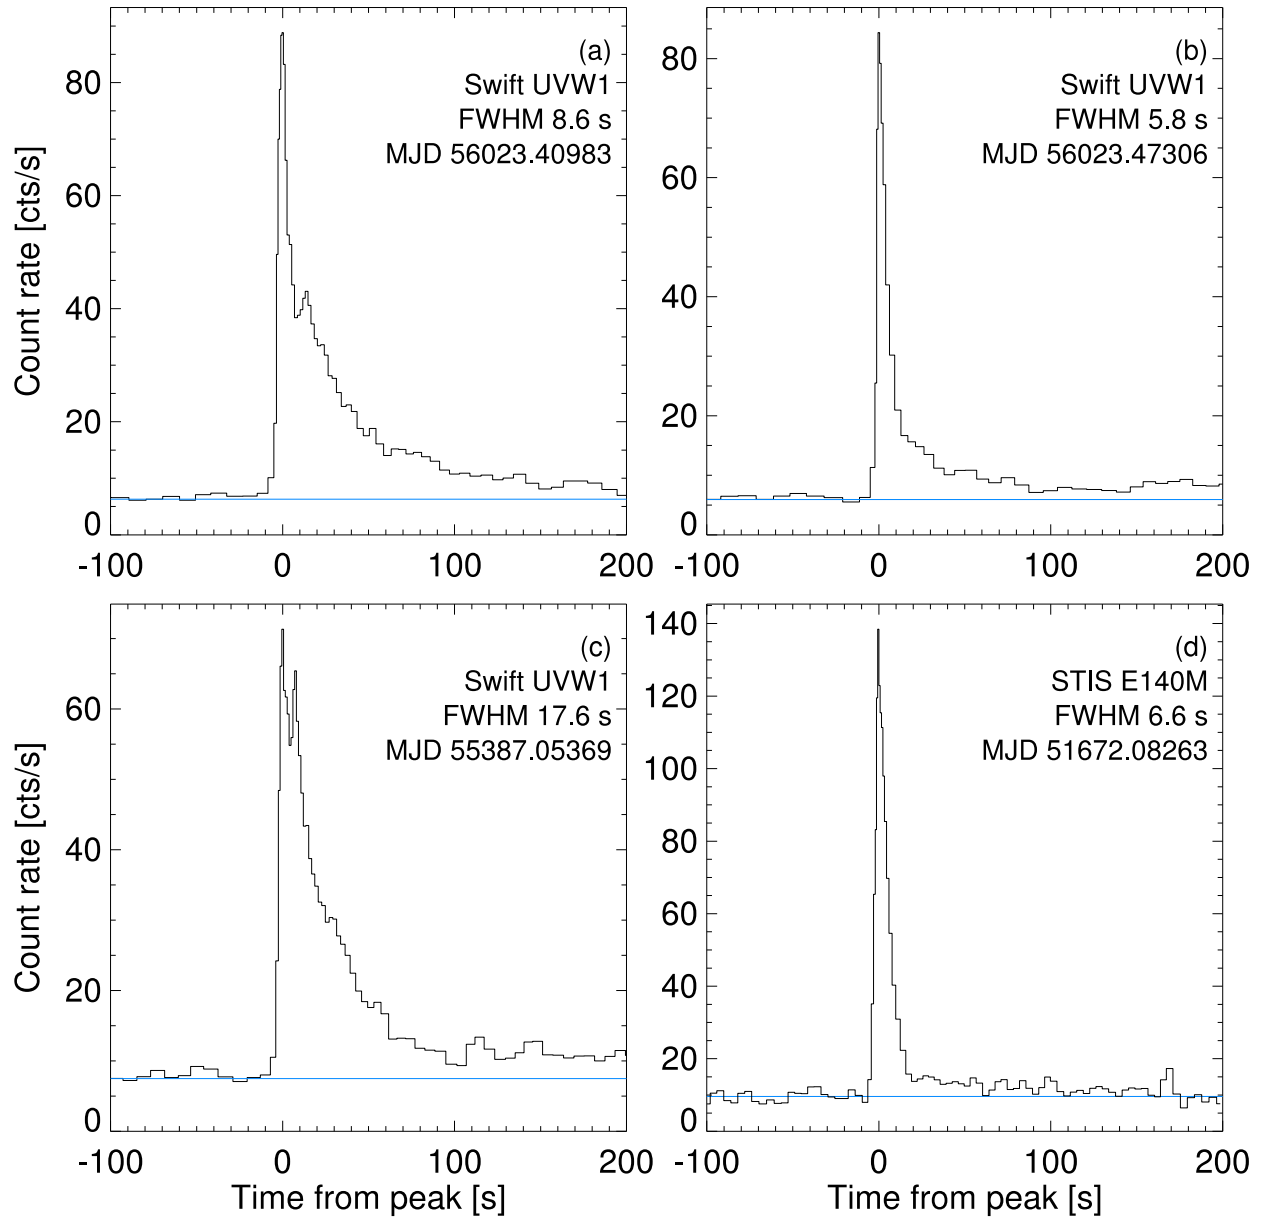 (a)
Swift UVW1
FWHM 8.6 s
MJD 56023.40983
80
60
40
20
0
Count rate [cts/s]
-100 0 100 200
(b)
Swift UVW1
FWHM 5.8 s
MJD 56023.47306
80
60
40
20
0
-100 0 100 200
(c)
Swift UVW1
FWHM 17.6 s
MJD 55387.05369
60
40
20
0
Count rate [cts/s]
-100 0 100 200
Time from peak [s]
(d)
STIS E140M
FWHM 6.6 s
MJD 51672.08263
140
120
100
80
60
40
20
0
-100 0 100 200
Time from peak [s]